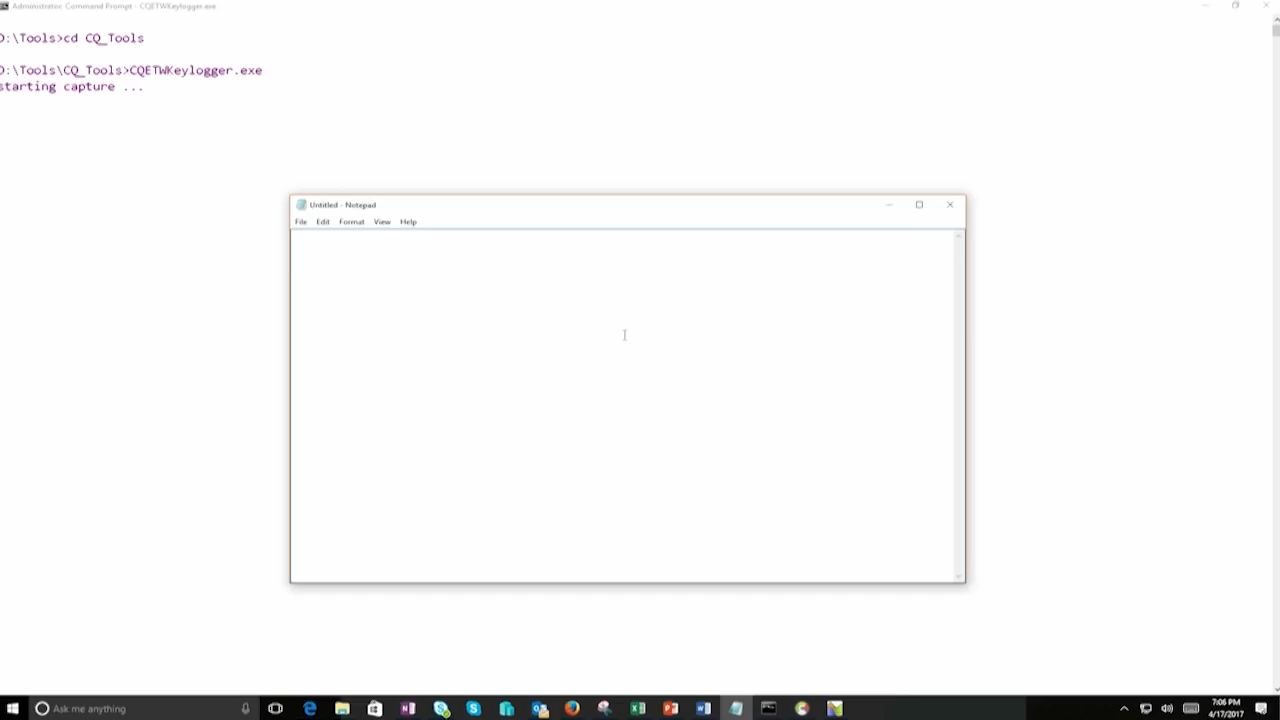 Administrator: Command Prompt - CQETWKeylogger.exe
D:\Tools>cd CQ_Tools
D:\Tools\CQ_Tools>CQETWKeylogger.exe
starting capture ...
Untitled - Notepad
File Edit Format View Help
Ask me anything
7:06 PM
4/17/2017